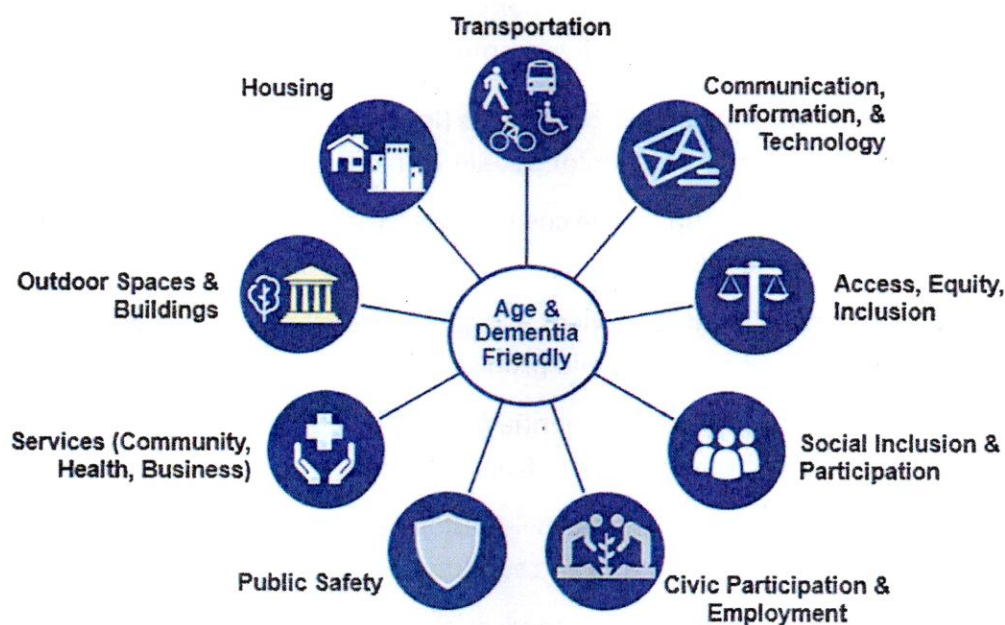 Transportation
Housing
Communication,
Information, &
Technology
Outdoor Spaces &
Buildings
Access, Equity,
Inclusion
Age &
Dementia
Friendly
Services (Community,
Health, Business)
Social Inclusion &
Participation
Public Safety
Civic Participation &
Employment